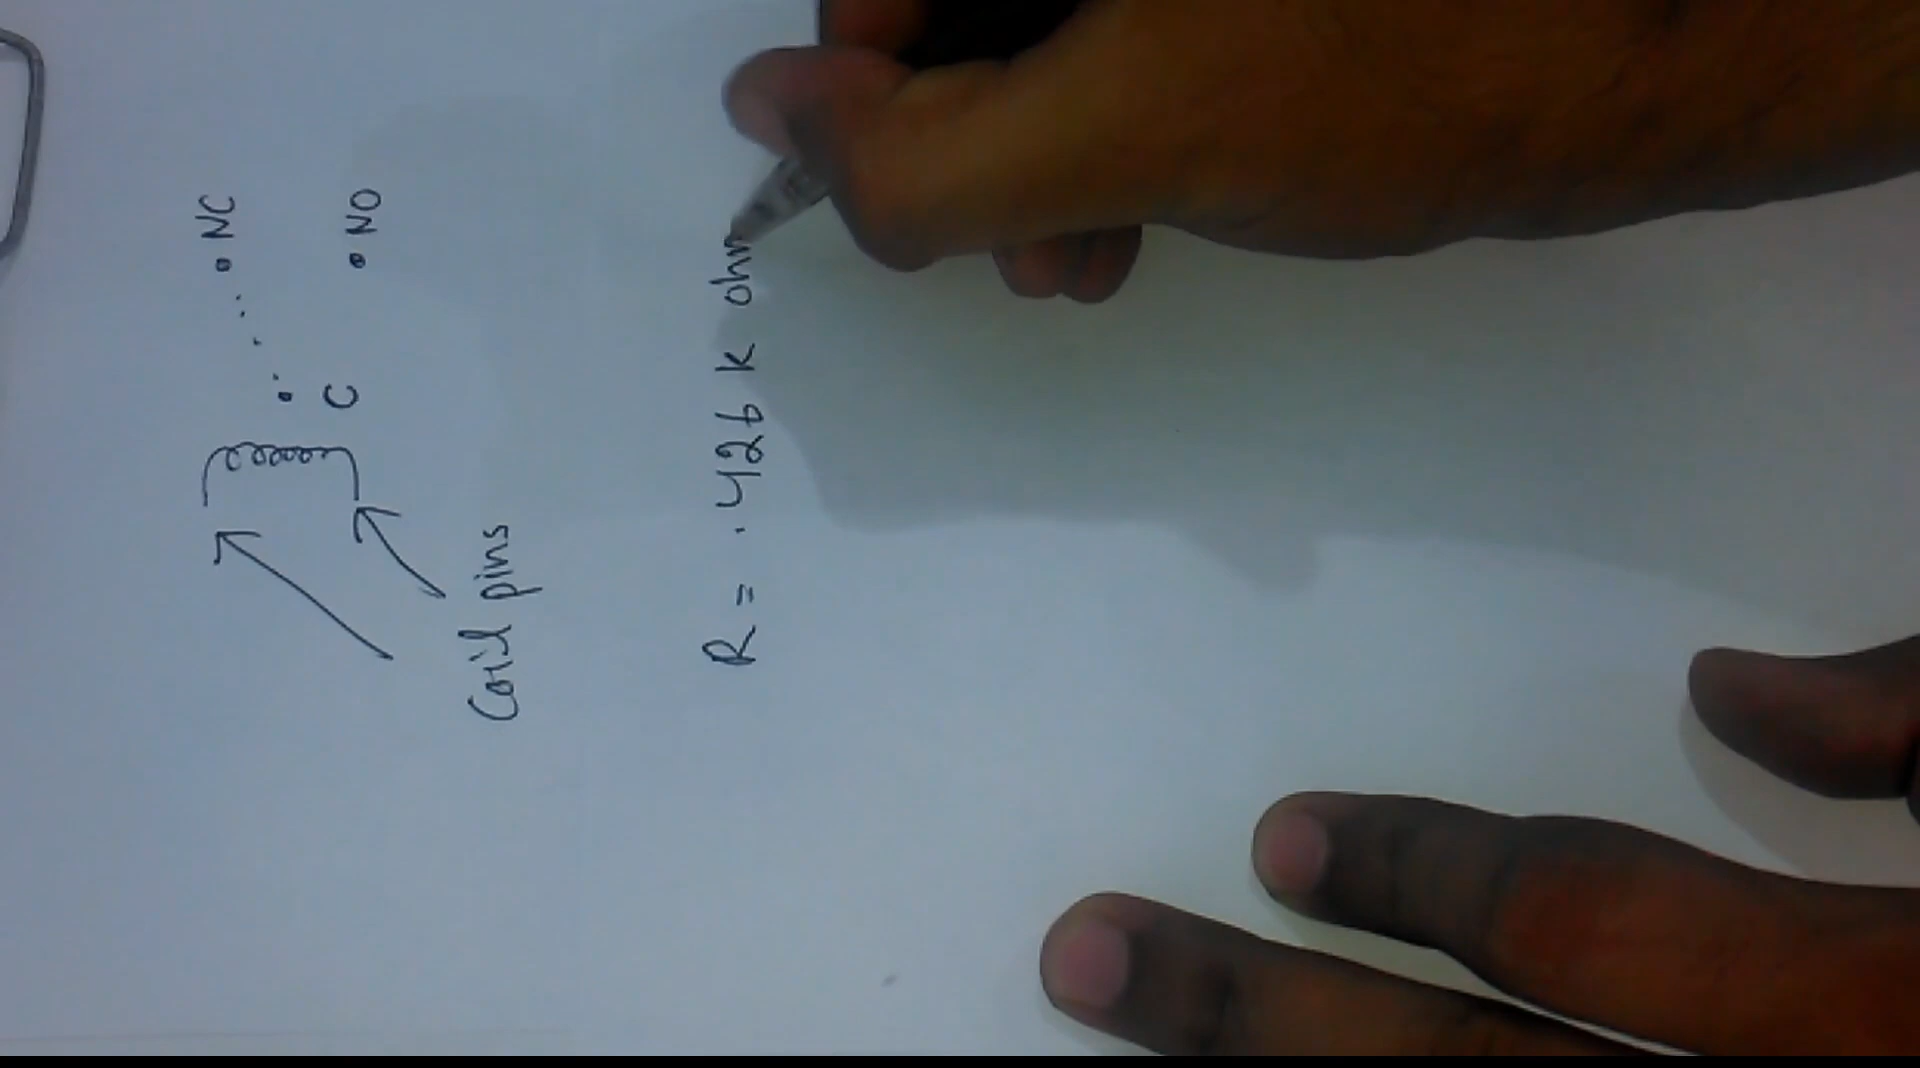 NC
NO
C
Coil pins
R = .426 K ohm